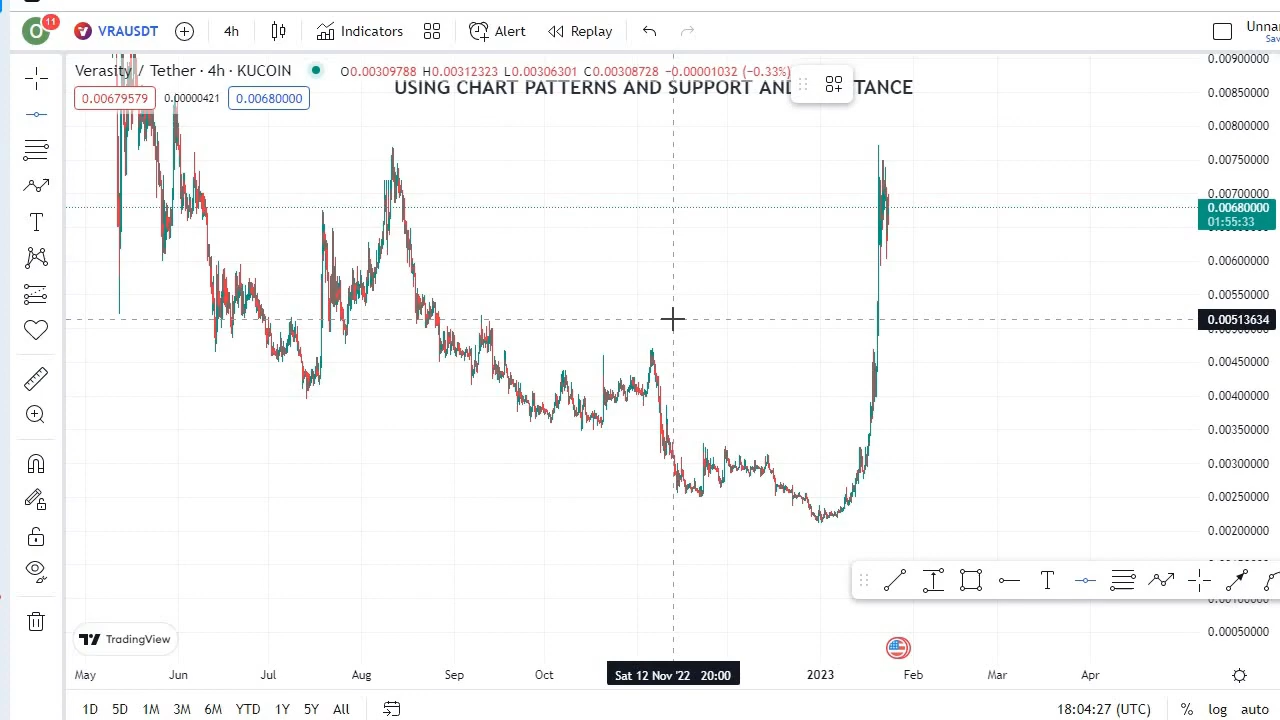 11
VRAUSDT
4h
Indicators
Alert
Replay
Unnar
Sav
Verasity / Tether · 4h · KUCOIN
O0.00309788 H0.00312323 L0.00306301 C0.00308728 −0.00001032 (−0.33%)
USING CHART PATTERNS AND SUPPORT AND TANCE
0.00679579
0.00000421
0.00680000
0.00900000
0.00850000
0.00800000
0.00750000
0.00700000
0.00680000
01:55:33
0.00600000
0.00550000
0.00513634
0.00450000
0.00400000
0.00350000
0.00300000
0.00250000
0.00200000
0.00050000
TradingView
May
Jun
Jul
Aug
Sep
Oct
Sat 12 Nov '22 20:00
2023
Feb
Mar
Apr
1D 5D 1M 3M 6M YTD 1Y 5Y All
18:04:27 (UTC)
%
log
auto